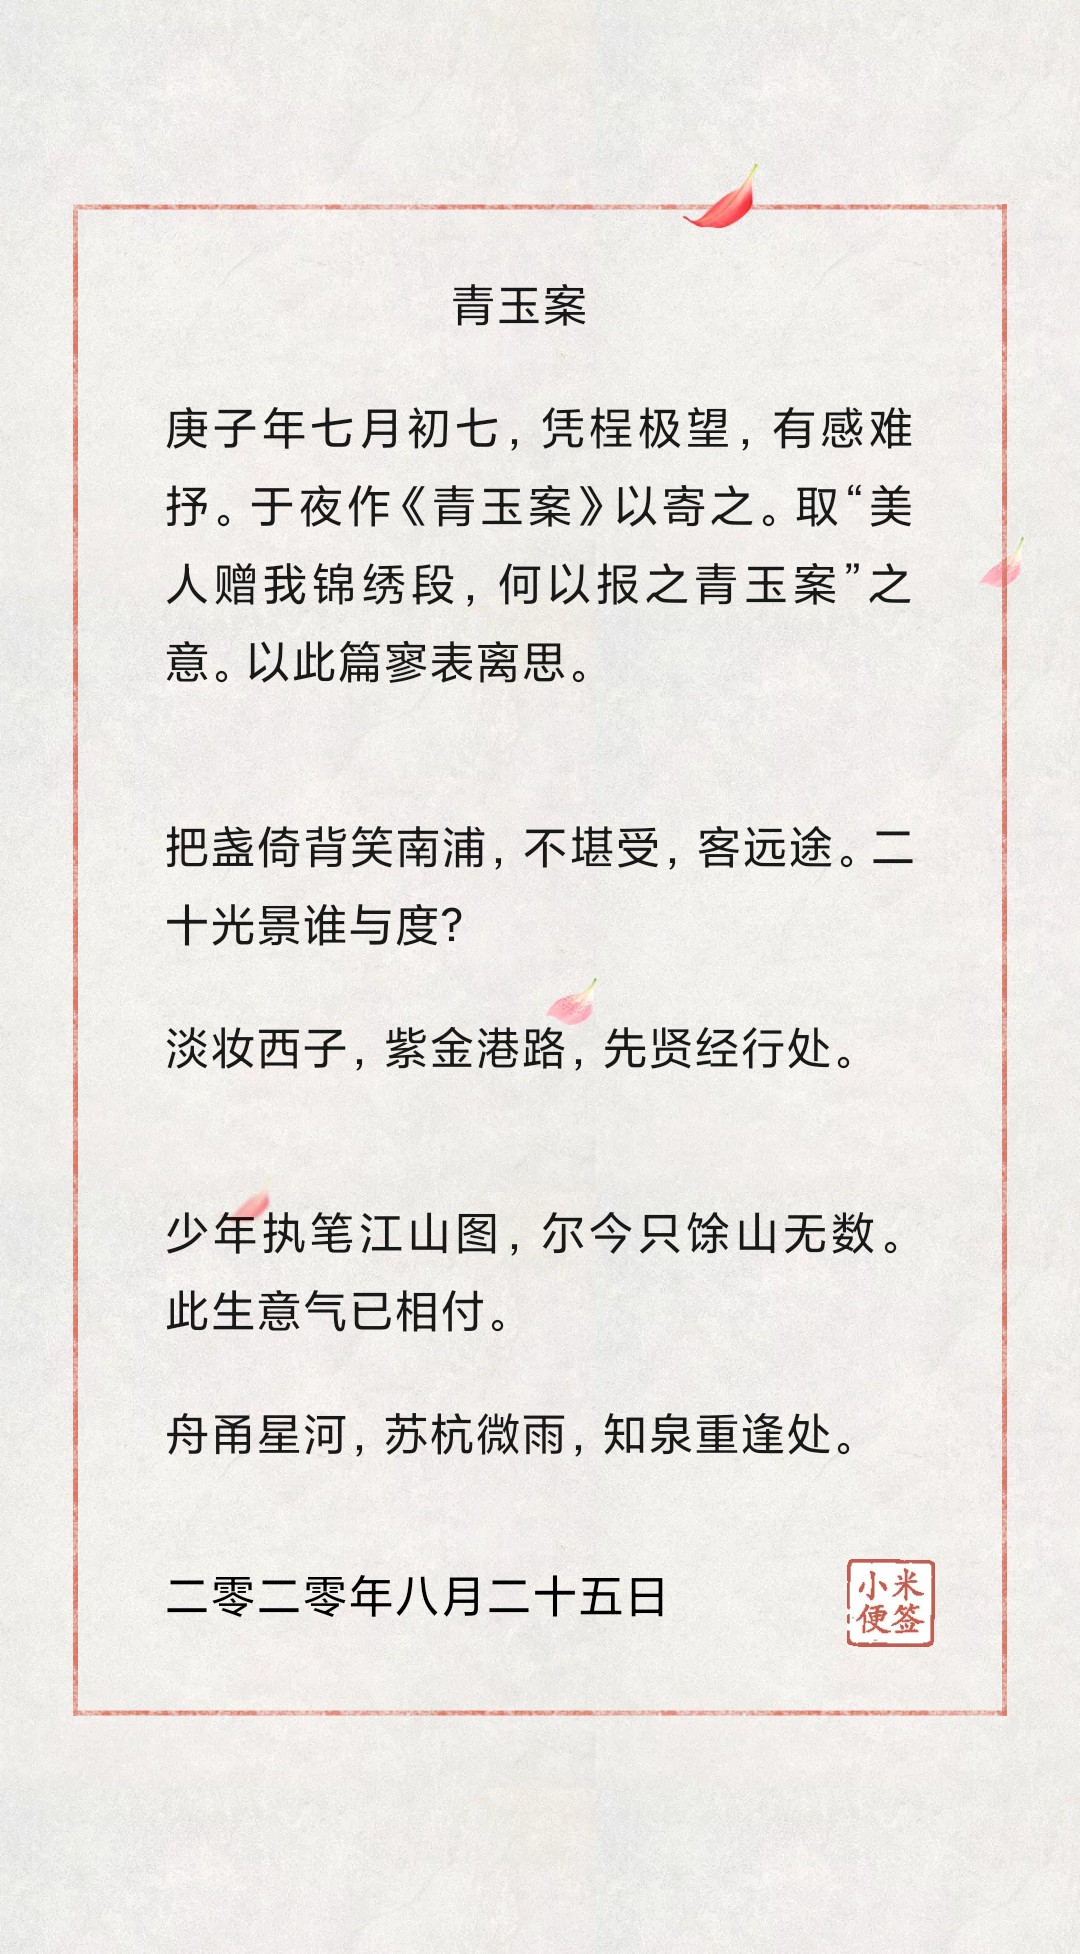 青玉案
庚子年七月初七，凭桯极望，有感难
抒。于夜作《青玉案》以寄之。取“美
人赠我锦绣段，何以报之青玉案”之
意。以此篇寥表离思。
把盏倚背笑南浦，不堪受，客远途。二
十光景谁与度?
淡妆西子，紫金港路，先贤经行处。
少年执笔江山图，尔今只馀山无数。
此生意气已相付。
舟甬星河，苏杭微雨，知泉重逢处。
二零二零年八月二十五日
小米
便签